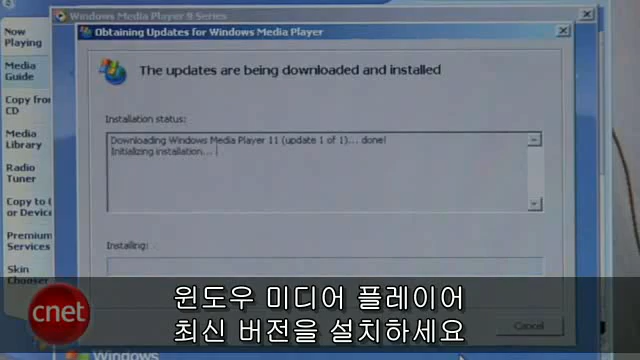 Windows Media Player 9 Series
Obtaining Updates for Windows Media Player
Now
Playing
Media
Guide
Copy from
CD
Media
Library
Radio
Tuner
Copy to
or Device
Premium
Services
Skin
Chooser
The updates are being downloaded and installed
Installation status:
Downloading Windows Media Player 11 (update 1 of 1)... done!
Initializing installation...
Installing:
Cancel
cnet
윈도우 미디어 플레이어
최신 버전을 설치하세요
Windows